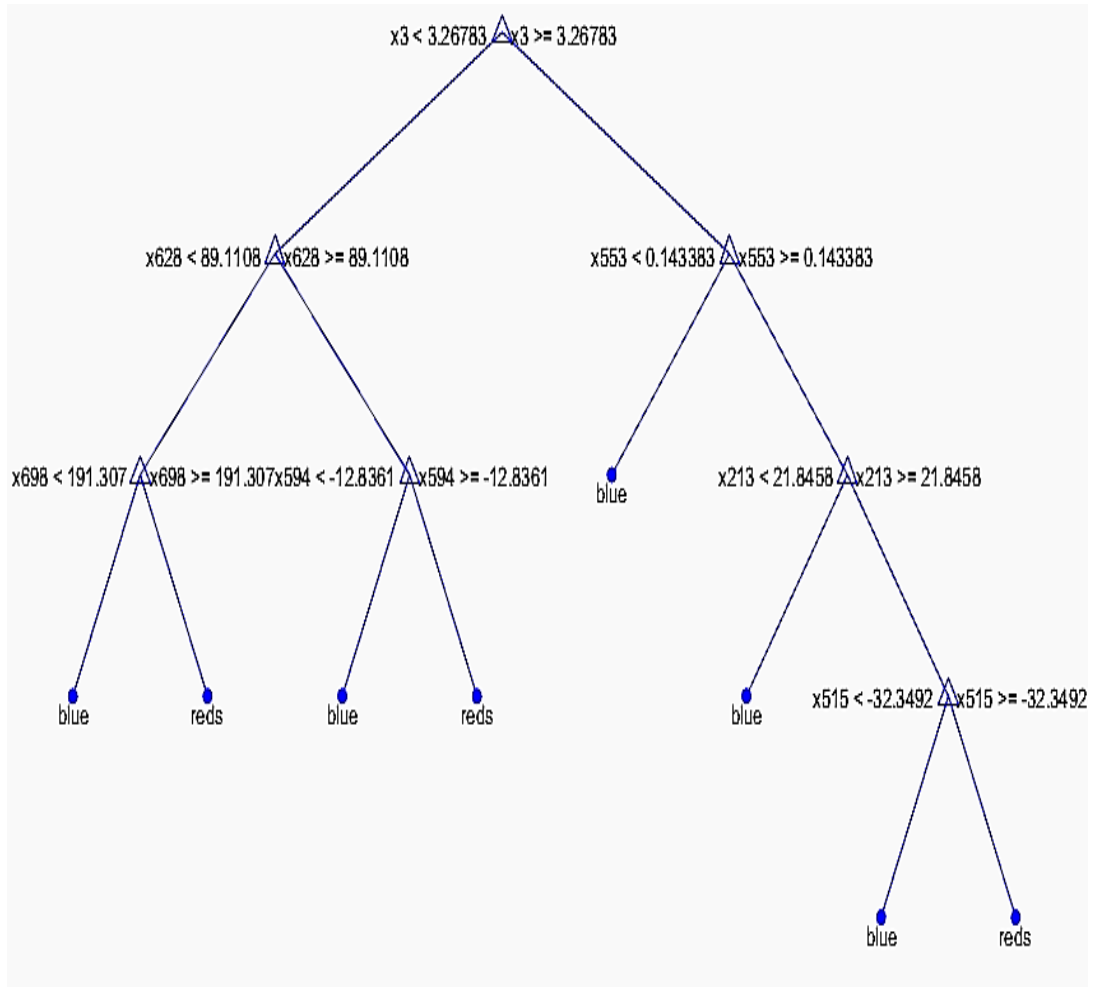 x3 < 3.26783 x3 >= 3.26783
x628 < 89.1108 x628 >= 89.1108
x553 < 0.143383 x553 >= 0.143383
x698 < 191.307 x698 >= 191.307
x594 < -12.8361 x594 >= -12.8361
blue
x213 < 21.8458 x213 >= 21.8458
blue
reds
blue
reds
blue
x515 < -32.3492 x515 >= -32.3492
blue
reds